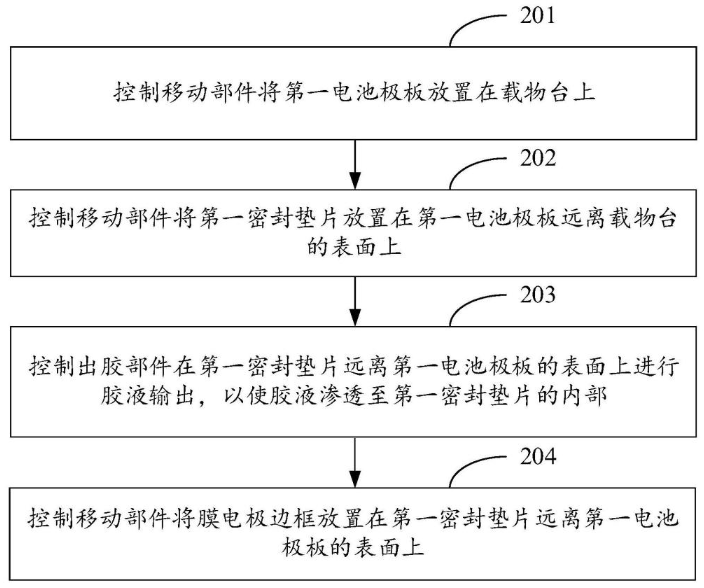 201
控制移动部件将第一电池极板放置在载物台上
202
控制移动部件将第一密封垫片放置在第一电池极板远离载物台
的表面上
203
控制出胶部件在第一密封垫片远离第一电池极板的表面上进行
胶液输出，以使胶液渗透至第一密封垫片的内部
204
控制移动部件将膜电极边框放置在第一密封垫片远离第一电池
极板的表面上